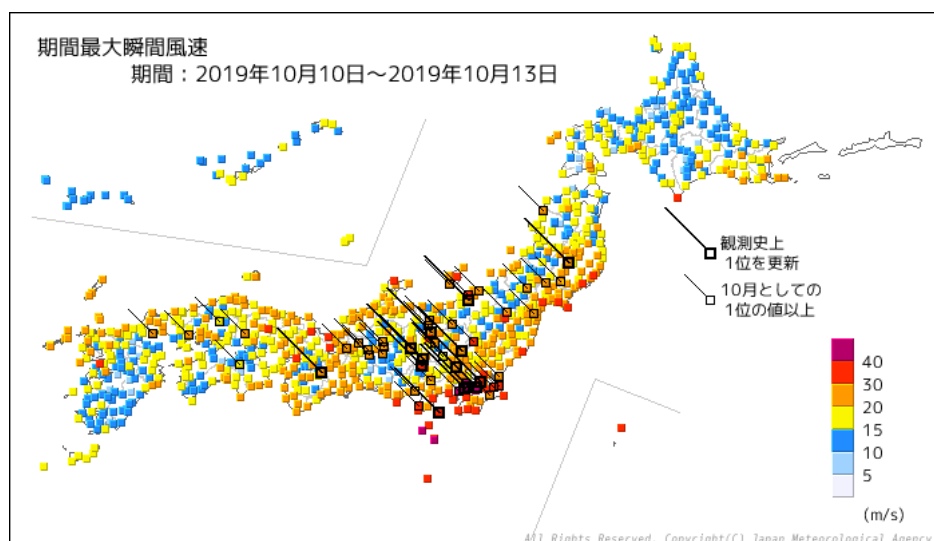 期間最大瞬間風速
期間：2019年10月10日～2019年10月13日
観測史上
1位を更新
10月としての
1位の値以上
40
30
20
15
10
5
(m/s)
All Rights Reserved. Copyright(C) Japan Meteorological Agency